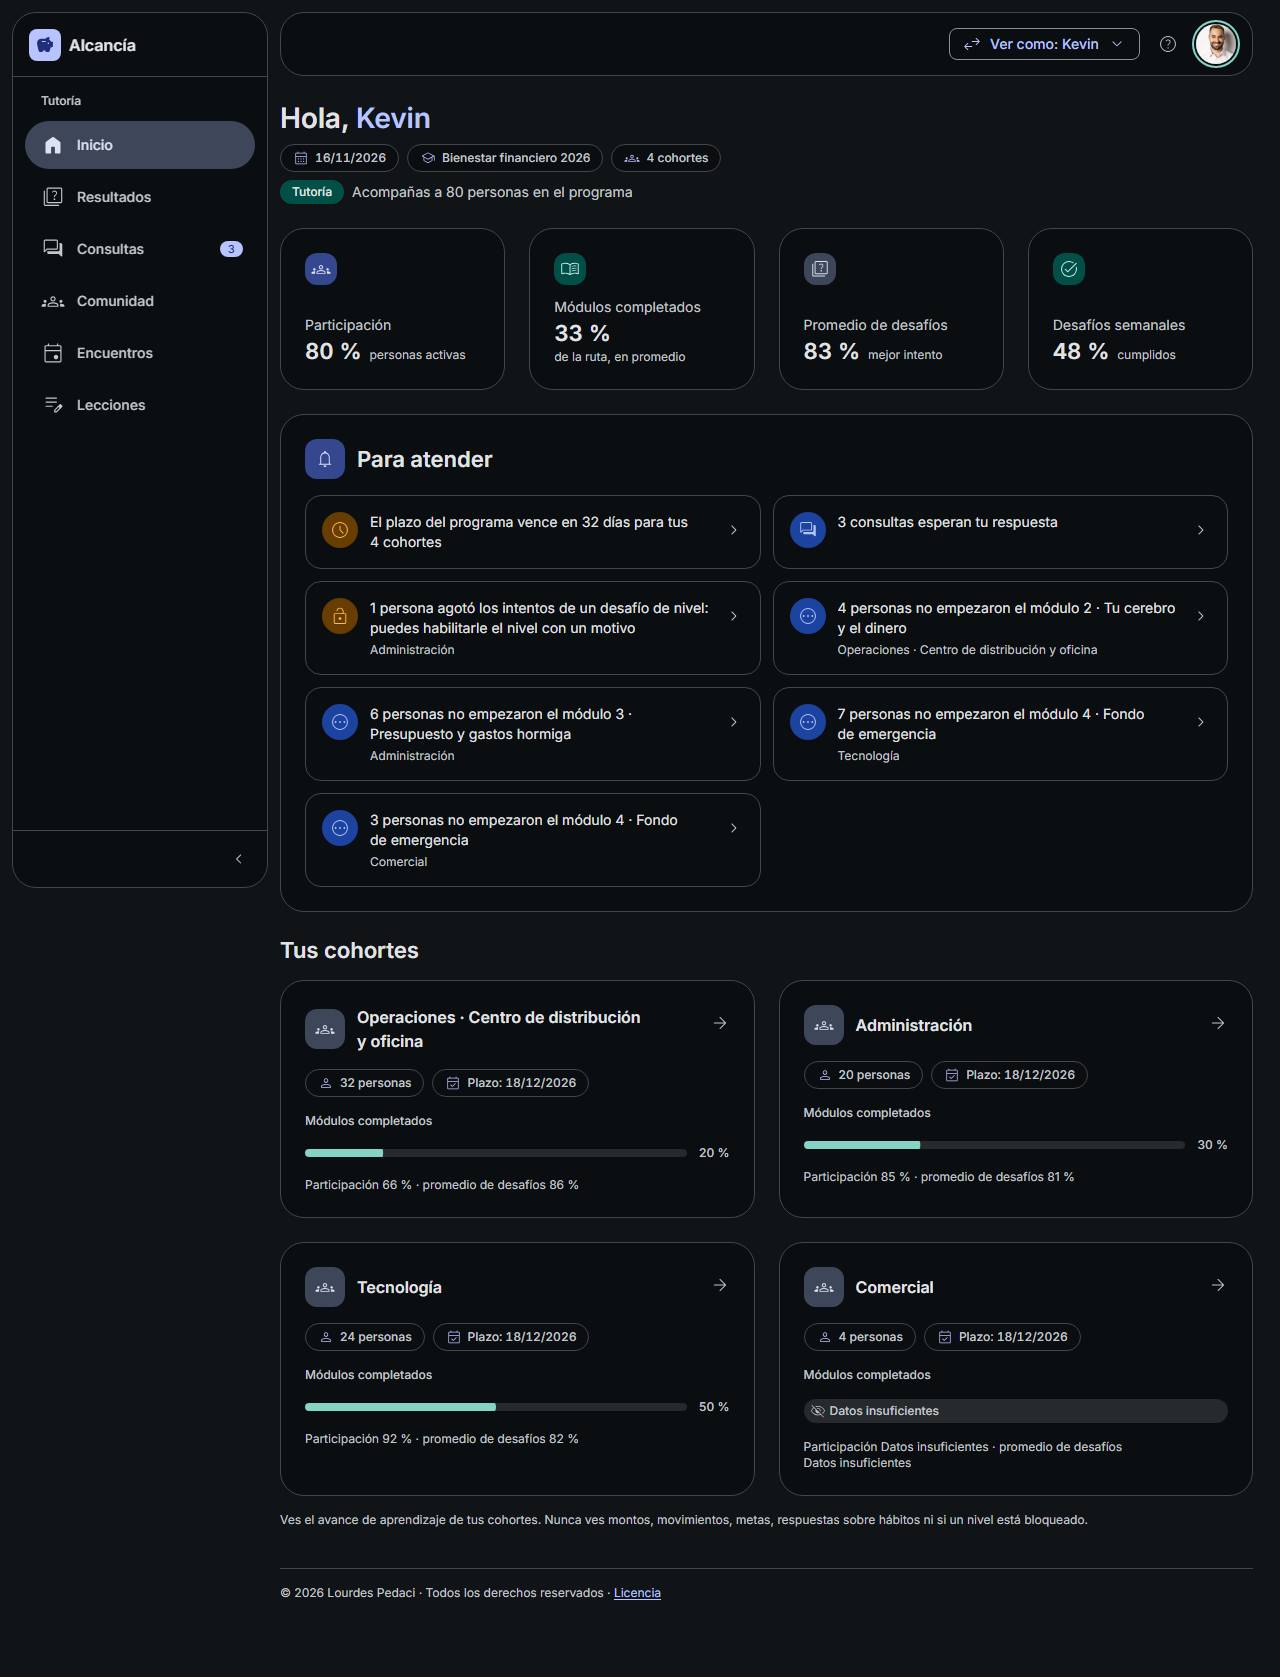 Alcancía
Ver como: Kevin
Tutoría
Inicio
Resultados
Consultas 3
Comunidad
Encuentros
Lecciones
Hola, Kevin
16/11/2026
Bienestar financiero 2026
4 cohortes
Tutoría Acompañas a 80 personas en el programa
Participación
80 % personas activas
Módulos completados
33 %
de la ruta, en promedio
Promedio de desafíos
83 % mejor intento
Desafíos semanales
48 % cumplidos
Para atender
El plazo del programa vence en 32 días para tus
4 cohortes
3 consultas esperan tu respuesta
1 persona agotó los intentos de un desafío de nivel:
puedes habilitarle el nivel con un motivo
Administración
4 personas no empezaron el módulo 2 · Tu cerebro
y el dinero
Operaciones · Centro de distribución y oficina
6 personas no empezaron el módulo 3 ·
Presupuesto y gastos hormiga
Administración
7 personas no empezaron el módulo 4 · Fondo
de emergencia
Tecnología
3 personas no empezaron el módulo 4 · Fondo
de emergencia
Comercial
Tus cohortes
Operaciones · Centro de distribución
y oficina
32 personas
Plazo: 18/12/2026
Módulos completados
20 %
Participación 66 % · promedio de desafíos 86 %
Administración
20 personas
Plazo: 18/12/2026
Módulos completados
30 %
Participación 85 % · promedio de desafíos 81 %
Tecnología
24 personas
Plazo: 18/12/2026
Módulos completados
50 %
Participación 92 % · promedio de desafíos 82 %
Comercial
4 personas
Plazo: 18/12/2026
Módulos completados
Datos insuficientes
Participación Datos insuficientes · promedio de desafíos
Datos insuficientes
Ves el avance de aprendizaje de tus cohortes. Nunca ves montos, movimientos, metas, respuestas sobre hábitos ni si un nivel está bloqueado.
© 2026 Lourdes Pedaci · Todos los derechos reservados · Licencia